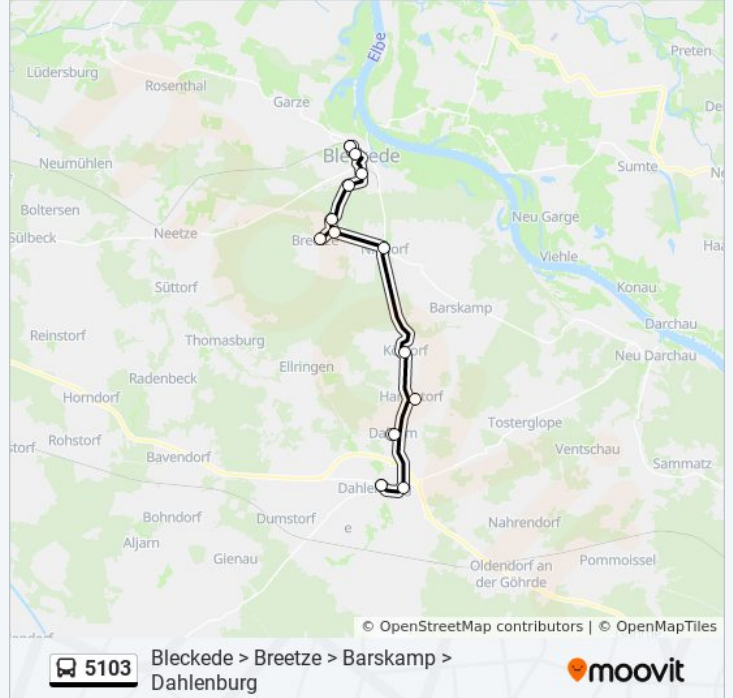 Elbe
Preten
Lüdersburg
Rosenthal
Garze
Bleckede
Neumühlen
Sumte
Boltersen
Neu Garge
Sülbeck
Neetze
Viehle
Süttorf
Konau
Barskamp
Darchau
Reinstorf
Thomasburg
Neu Darchau
Ellringen
Radenbeck
Horndorf
Tosterglope
Rohstorf
Bavendorf
Ventschau
Sammatz
Bohndorf
Dumstorf
e
Nahrendorf
Aljarn
Gienau
Oldendorf an
der Göhrde
Pommoissel
© OpenStreetMap contributors | © OpenMapTiles
5103
Bleckede > Breetze > Barskamp >
Dahlenburg
moovit